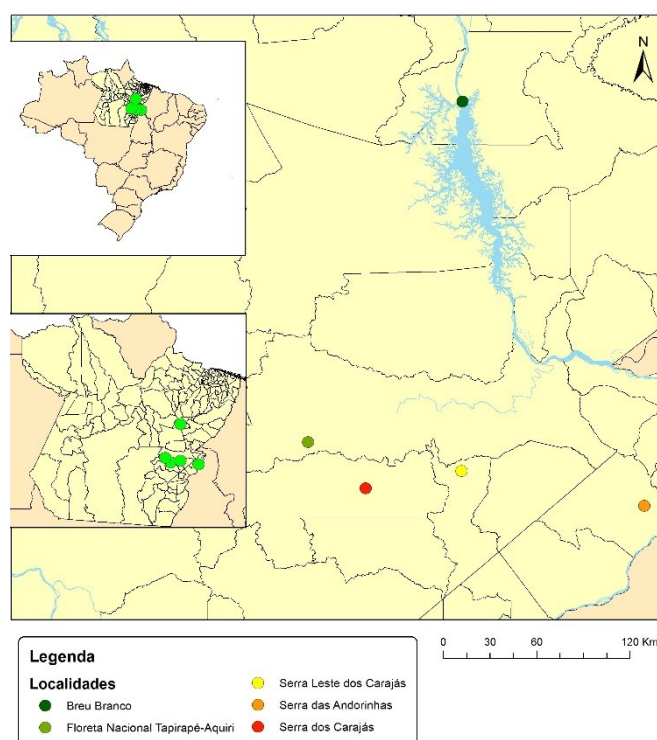 N
0 30 60 120 Km
Legenda
Localidades
Breu Branco
Floreta Nacional Tapirapé-Aquiri
Serra Leste dos Carajás
Serra das Andorinhas
Serra dos Carajás